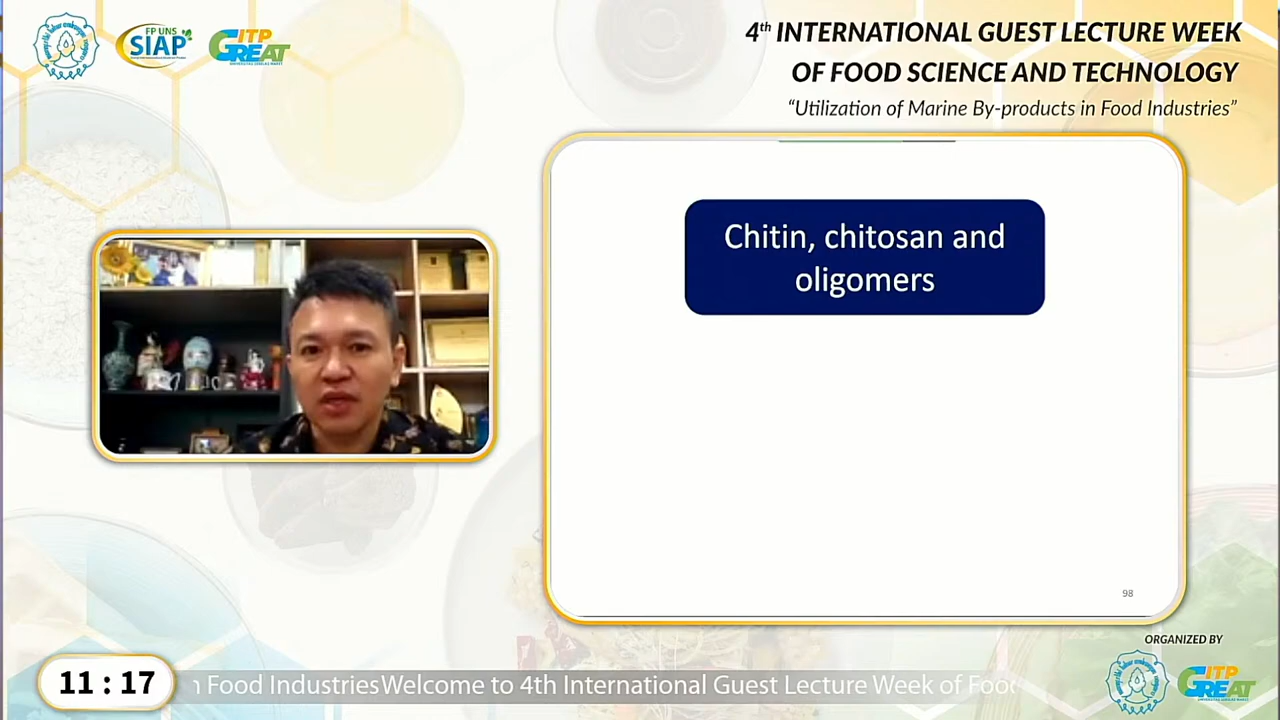 FP UNS
SIAP
ITP
GREAT
4th INTERNATIONAL GUEST LECTURE WEEK
OF FOOD SCIENCE AND TECHNOLOGY
“Utilization of Marine By-products in Food Industries”
Chitin, chitosan and
oligomers
98
ORGANIZED BY
11 : 17
n Food IndustriesWelcome to 4th International Guest Lecture Week of Foo
ITP
GREAT